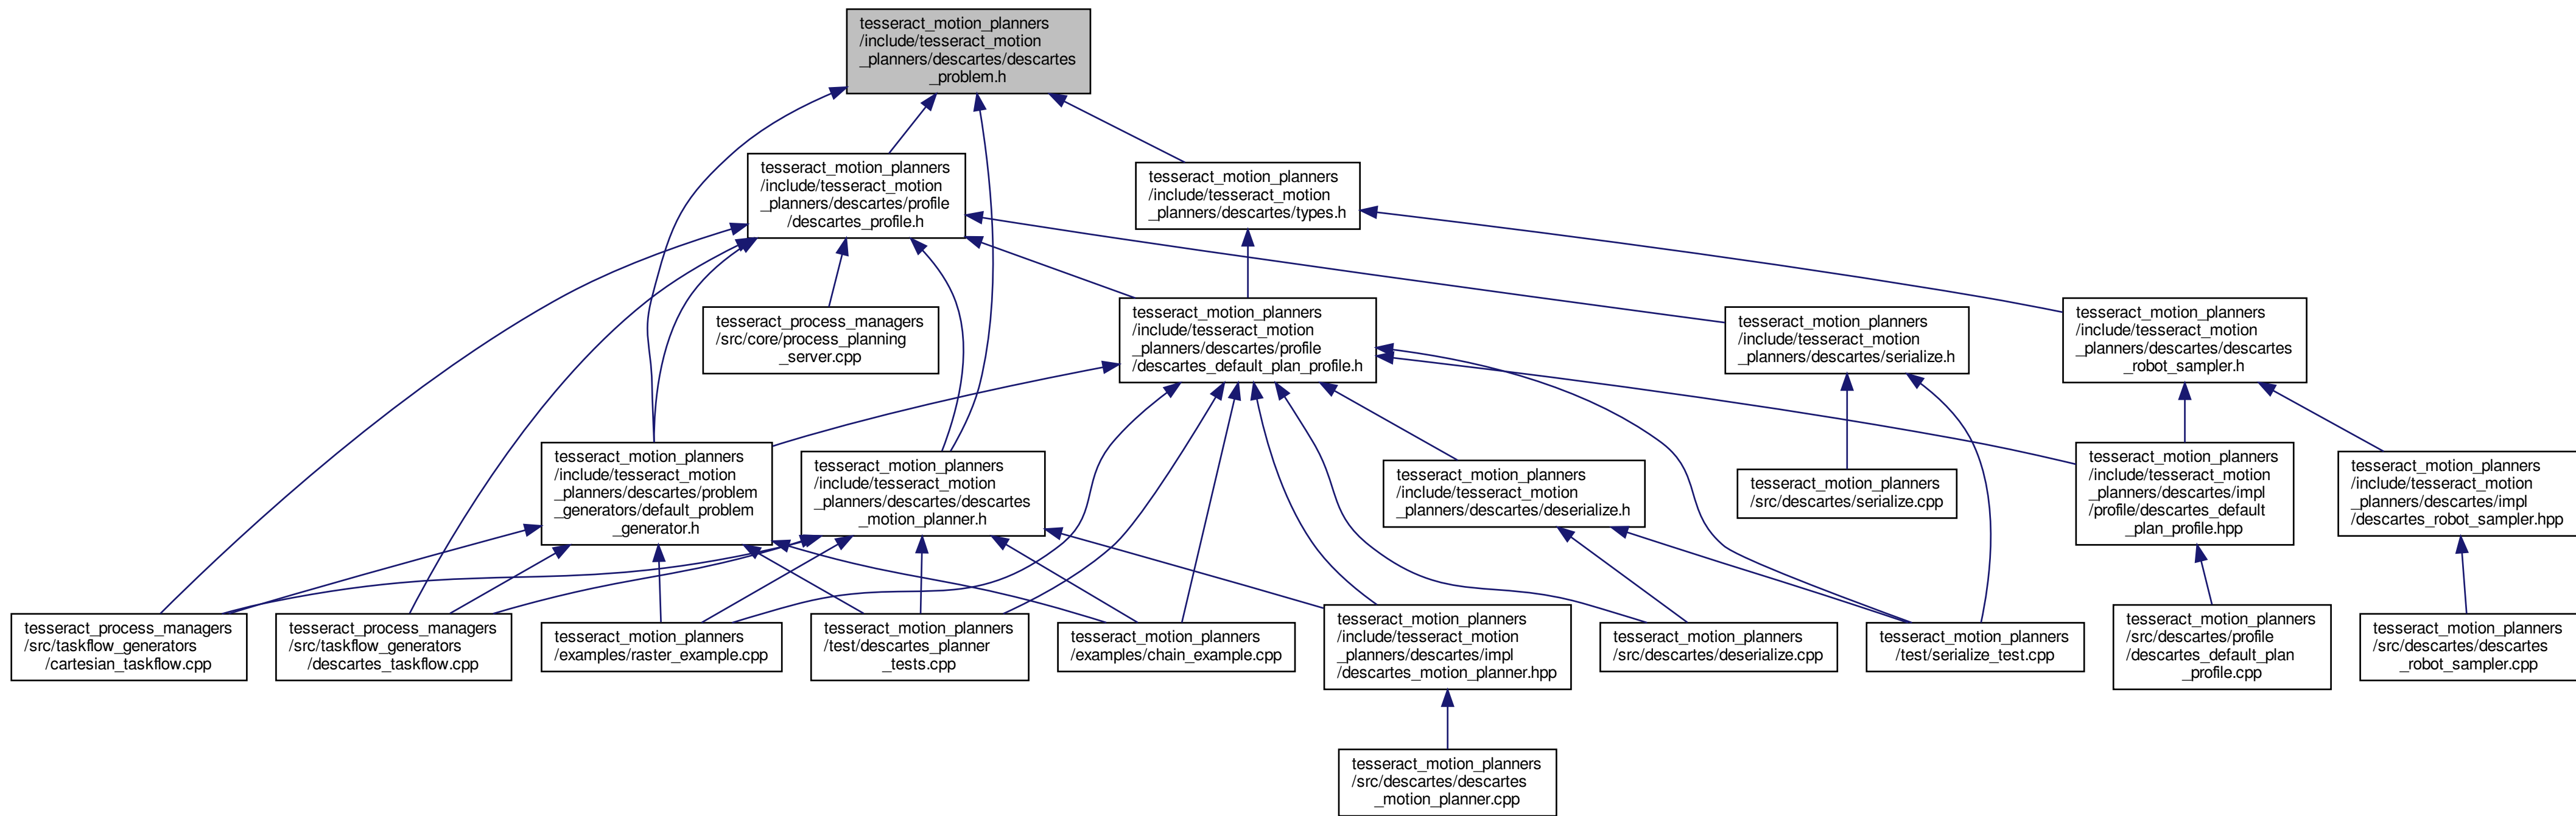 tesseract_motion_planners
/include/tesseract_motion
_planners/descartes/descartes
_problem.h
tesseract_motion_planners
/include/tesseract_motion
_planners/descartes/profile
/descartes_profile.h
tesseract_motion_planners
/include/tesseract_motion
_planners/descartes/types.h
tesseract_process_managers
/src/core/process_planning
_server.cpp
tesseract_motion_planners
/include/tesseract_motion
_planners/descartes/profile
/descartes_default_plan_profile.h
tesseract_motion_planners
/include/tesseract_motion
_planners/descartes/serialize.h
tesseract_motion_planners
/include/tesseract_motion
_planners/descartes/descartes
_robot_sampler.h
tesseract_motion_planners
/include/tesseract_motion
_planners/descartes/problem
_generators/default_problem
_generator.h
tesseract_motion_planners
/include/tesseract_motion
_planners/descartes/descartes
_motion_planner.h
tesseract_motion_planners
/include/tesseract_motion
_planners/descartes/deserialize.h
tesseract_motion_planners
/src/descartes/serialize.cpp
tesseract_motion_planners
/include/tesseract_motion
_planners/descartes/impl
/profile/descartes_default
_plan_profile.hpp
tesseract_motion_planners
/include/tesseract_motion
_planners/descartes/impl
/descartes_robot_sampler.hpp
tesseract_process_managers
/src/taskflow_generators
/cartesian_taskflow.cpp
tesseract_process_managers
/src/taskflow_generators
/descartes_taskflow.cpp
tesseract_motion_planners
/examples/raster_example.cpp
tesseract_motion_planners
/test/descartes_planner
_tests.cpp
tesseract_motion_planners
/examples/chain_example.cpp
tesseract_motion_planners
/include/tesseract_motion
_planners/descartes/impl
/descartes_motion_planner.hpp
tesseract_motion_planners
/src/descartes/deserialize.cpp
tesseract_motion_planners
/test/serialize_test.cpp
tesseract_motion_planners
/src/descartes/profile
/descartes_default_plan
_profile.cpp
tesseract_motion_planners
/src/descartes/descartes
_robot_sampler.cpp
tesseract_motion_planners
/src/descartes/descartes
_motion_planner.cpp